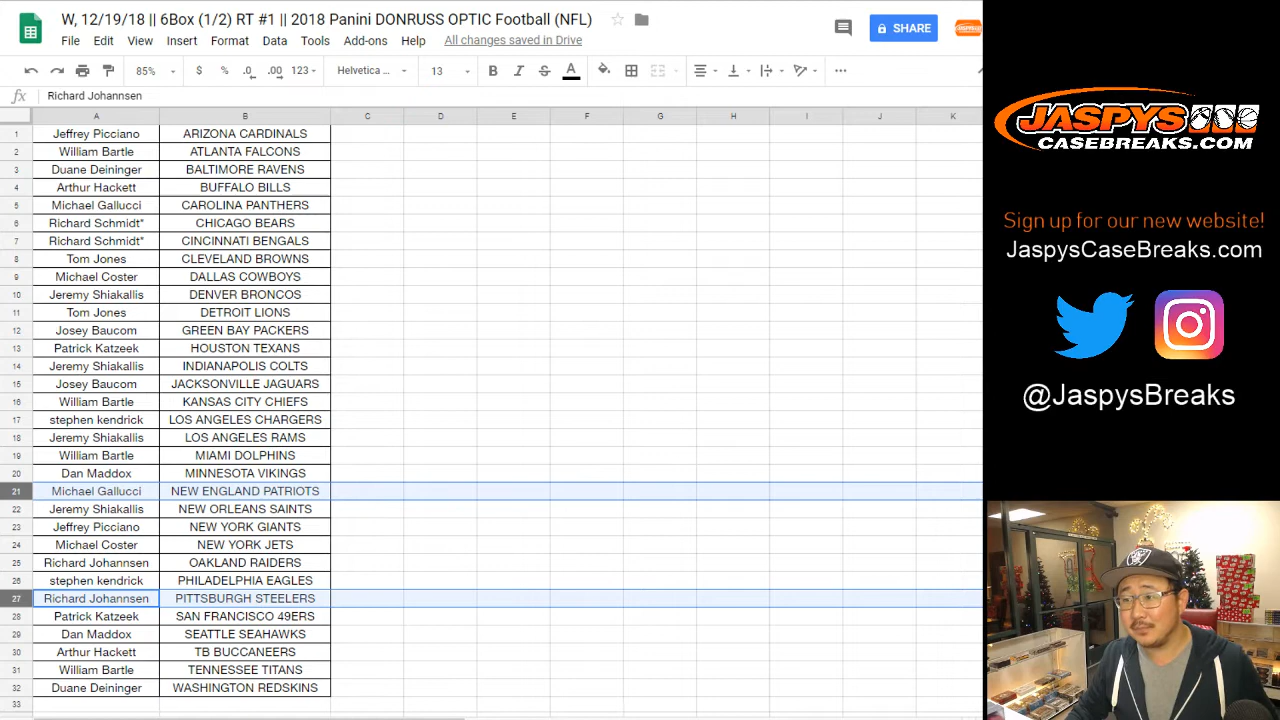 W, 12/19/18 || 6Box (1/2) RT #1 || 2018 Panini DONRUSS OPTIC Football (NFL)
File Edit View Insert Format Data Tools Add-ons Help All changes saved in Drive
SHARE
85% $ % .0 .00 123 Helvetica ... 13 B I S A
fx Richard Johannsen
A B C D E F G H I J K
1 Jeffrey Picciano ARIZONA CARDINALS
2 William Bartle ATLANTA FALCONS
3 Duane Deininger BALTIMORE RAVENS
4 Arthur Hackett BUFFALO BILLS
5 Michael Gallucci CAROLINA PANTHERS
6 Richard Schmidt* CHICAGO BEARS
7 Richard Schmidt* CINCINNATI BENGALS
8 Tom Jones CLEVELAND BROWNS
9 Michael Coster DALLAS COWBOYS
10 Jeremy Shiakallis DENVER BRONCOS
11 Tom Jones DETROIT LIONS
12 Josey Baucom GREEN BAY PACKERS
13 Patrick Katzeek HOUSTON TEXANS
14 Jeremy Shiakallis INDIANAPOLIS COLTS
15 Josey Baucom JACKSONVILLE JAGUARS
16 William Bartle KANSAS CITY CHIEFS
17 stephen kendrick LOS ANGELES CHARGERS
18 Jeremy Shiakallis LOS ANGELES RAMS
19 William Bartle MIAMI DOLPHINS
20 Dan Maddox MINNESOTA VIKINGS
21 Michael Gallucci NEW ENGLAND PATRIOTS
22 Jeremy Shiakallis NEW ORLEANS SAINTS
23 Jeffrey Picciano NEW YORK GIANTS
24 Michael Coster NEW YORK JETS
25 Richard Johannsen OAKLAND RAIDERS
26 stephen kendrick PHILADELPHIA EAGLES
27 Richard Johannsen PITTSBURGH STEELERS
28 Patrick Katzeek SAN FRANCISCO 49ERS
29 Dan Maddox SEATTLE SEAHAWKS
30 Arthur Hackett TB BUCCANEERS
31 William Bartle TENNESSEE TITANS
32 Duane Deininger WASHINGTON REDSKINS
33
JASPYS
CASEBREAKS.COM
Sign up for our new website!
JaspysCaseBreaks.com
@JaspysBreaks